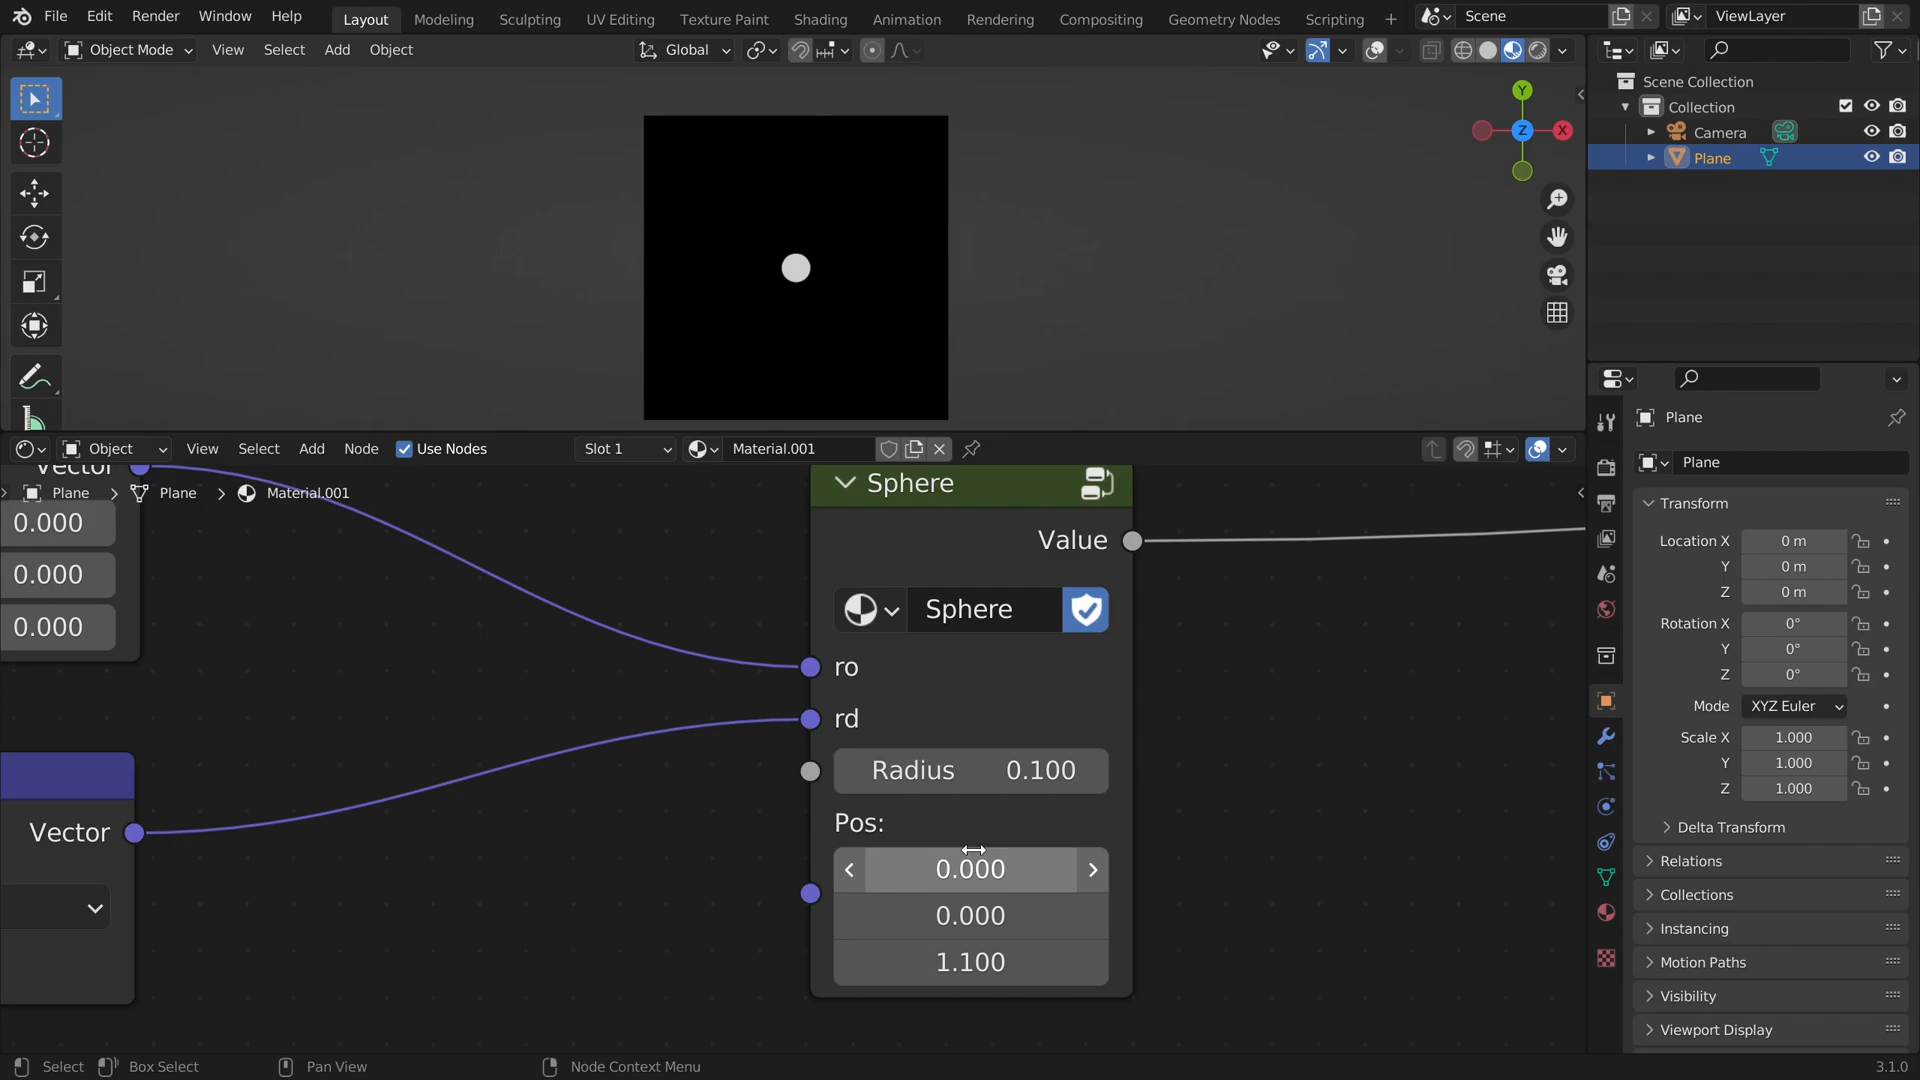 File Edit Render Window Help Layout Modeling Sculpting UV Editing Texture Paint Shading Animation Rendering Compositing Geometry Nodes Scripting + Scene ViewLayer
Object Mode View Select Add Object Global
Y
Z X
Scene Collection
Collection
Camera
Plane
Object View Select Add Node Use Nodes Slot 1 Material.001
Plane > Plane > Material.001
Vector
0.000
0.000
0.000
Vector
Sphere
Value
Sphere
ro
rd
Radius 0.100
Pos:
0.000
0.000
1.100
Plane
Plane
Transform
Location X 0 m
Y 0 m
Z 0 m
Rotation X 0°
Y 0°
Z 0°
Mode XYZ Euler
Scale X 1.000
Y 1.000
Z 1.000
Delta Transform
Relations
Collections
Instancing
Motion Paths
Visibility
Viewport Display
Select Box Select Pan View Node Context Menu 3.1.0